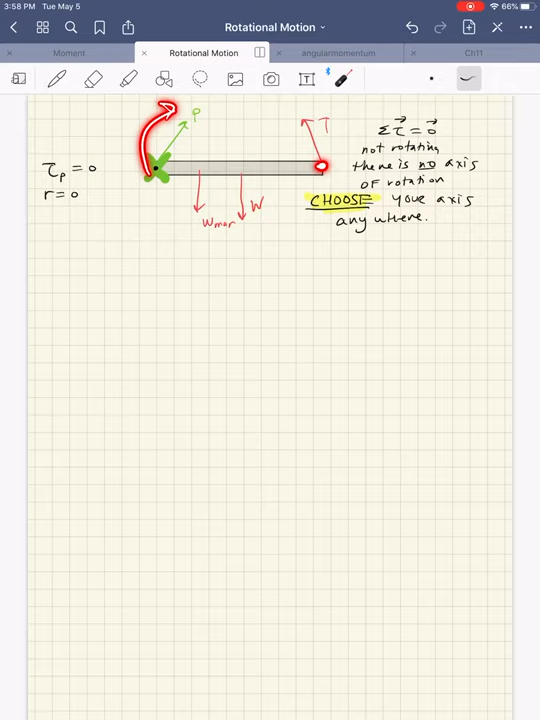 3:58 PM Tue May 5
66%
Rotational Motion
Moment
Rotational Motion
angularmomentum
Ch11
T
P
T
Στ⃗ = 0⃗
not rotating
there is no axis
of rotation
CHOOSE your axis
any where.
τp = 0
r = 0
W
wman